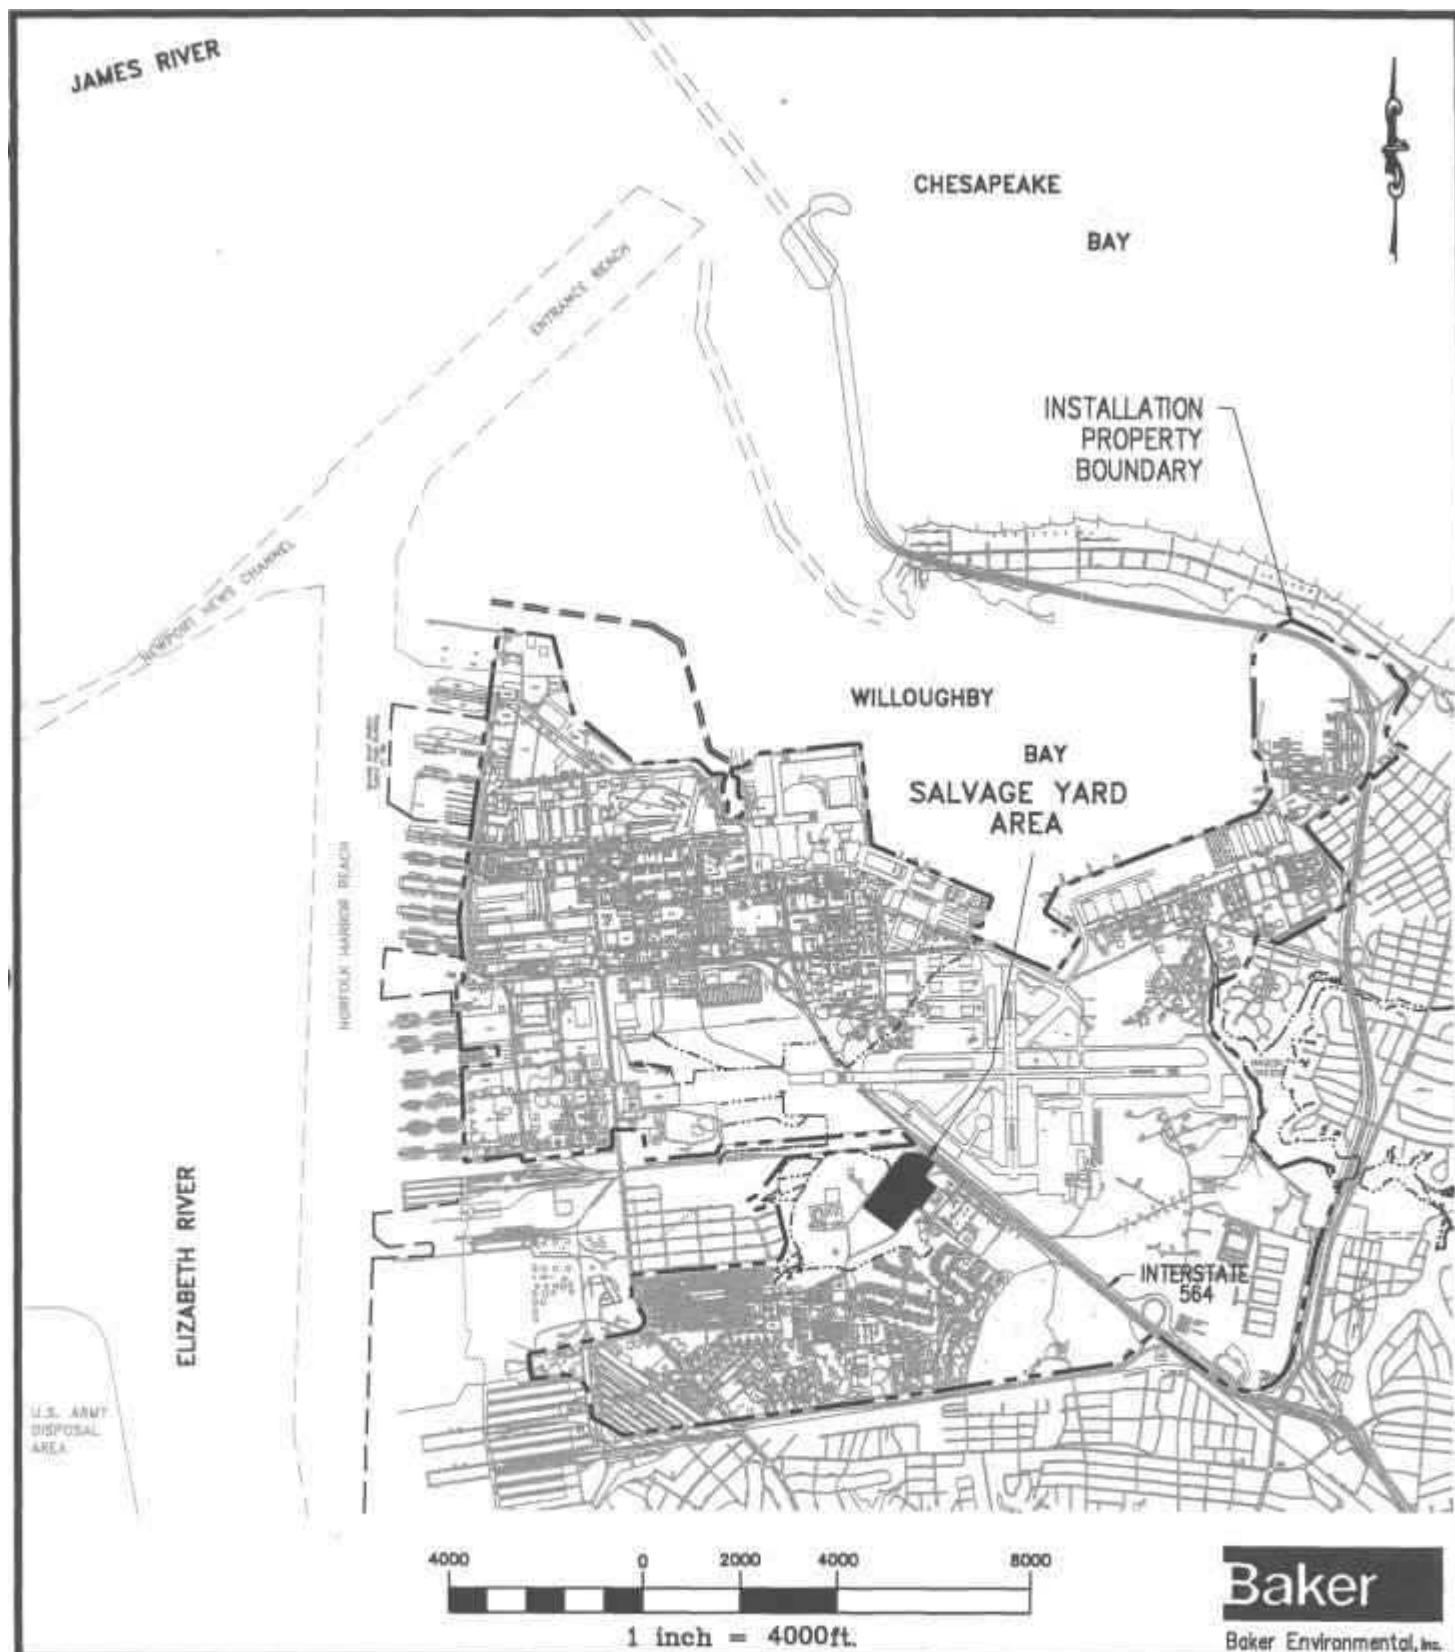 JAMES RIVER
CHESAPEAKE
BAY
ENTRANCE REACH
INSTALLATION
PROPERTY
BOUNDARY
NEWPORT NEWS CHANNEL
WILLOUGHBY
BAY
SALVAGE YARD
AREA
NORFOLK HARBOR REACH
ELIZABETH RIVER
INTERSTATE
564
U.S. ARMY
DISPOSAL
AREA
4000 0 2000 4000 8000
1 inch = 4000ft.
Baker
Baker Environmental, Inc.